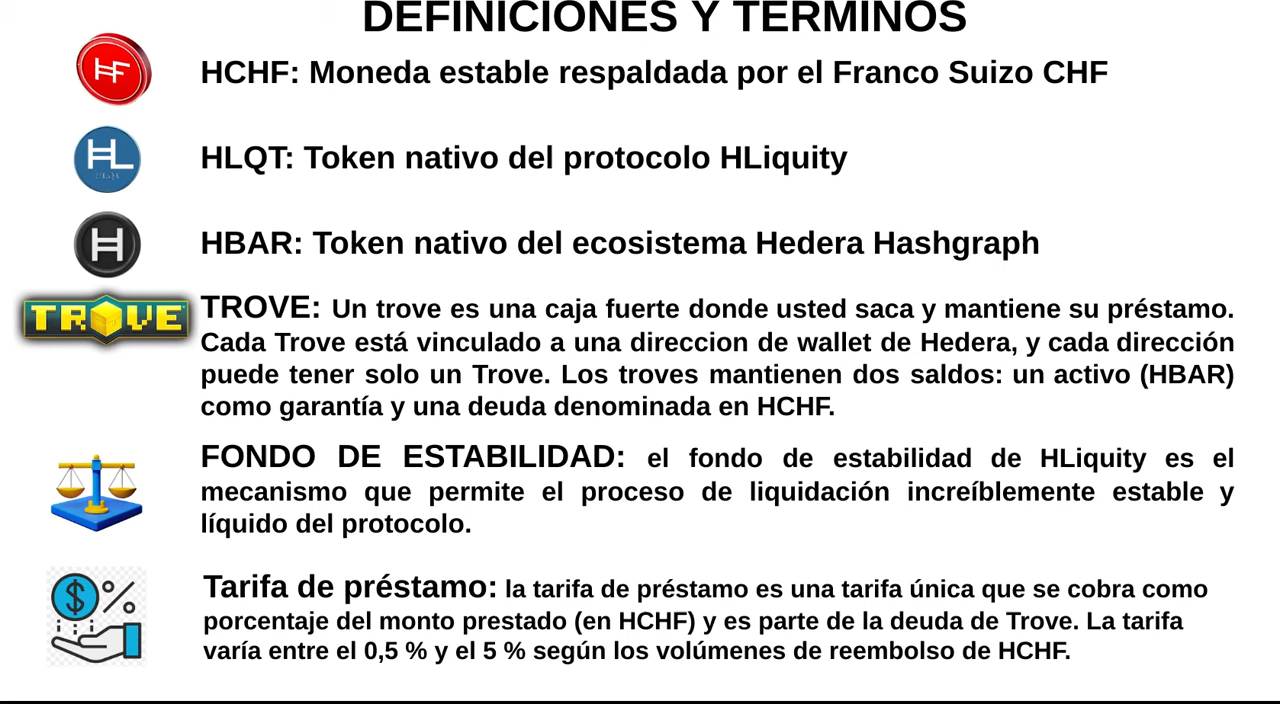 DEFINICIONES Y TERMINOS
HF
HCHF: Moneda estable respaldada por el Franco Suizo CHF
HL
HLQT: Token nativo del protocolo HLiquity
H
HBAR: Token nativo del ecosistema Hedera Hashgraph
TROVE
TROVE: Un trove es una caja fuerte donde usted saca y mantiene su préstamo.
Cada Trove está vinculado a una direccion de wallet de Hedera, y cada dirección
puede tener solo un Trove. Los troves mantienen dos saldos: un activo (HBAR)
como garantía y una deuda denominada en HCHF.
FONDO DE ESTABILIDAD: el fondo de estabilidad de HLiquity es el
mecanismo que permite el proceso de liquidación increíblemente estable y
líquido del protocolo.
$ %
Tarifa de préstamo: la tarifa de préstamo es una tarifa única que se cobra como
porcentaje del monto prestado (en HCHF) y es parte de la deuda de Trove. La tarifa
varía entre el 0,5 % y el 5 % según los volúmenes de reembolso de HCHF.